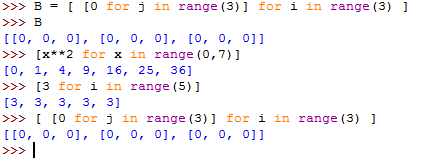 >>> B = [ [0 for j in range(3)] for i in range(3) ]
>>> B
[[0, 0, 0], [0, 0, 0], [0, 0, 0]]
>>> [x**2 for x in range(0,7)]
[0, 1, 4, 9, 16, 25, 36]
>>> [3 for i in range(5)]
[3, 3, 3, 3, 3]
>>> [ [0 for j in range(3)] for i in range(3) ]
[[0, 0, 0], [0, 0, 0], [0, 0, 0]]
>>>